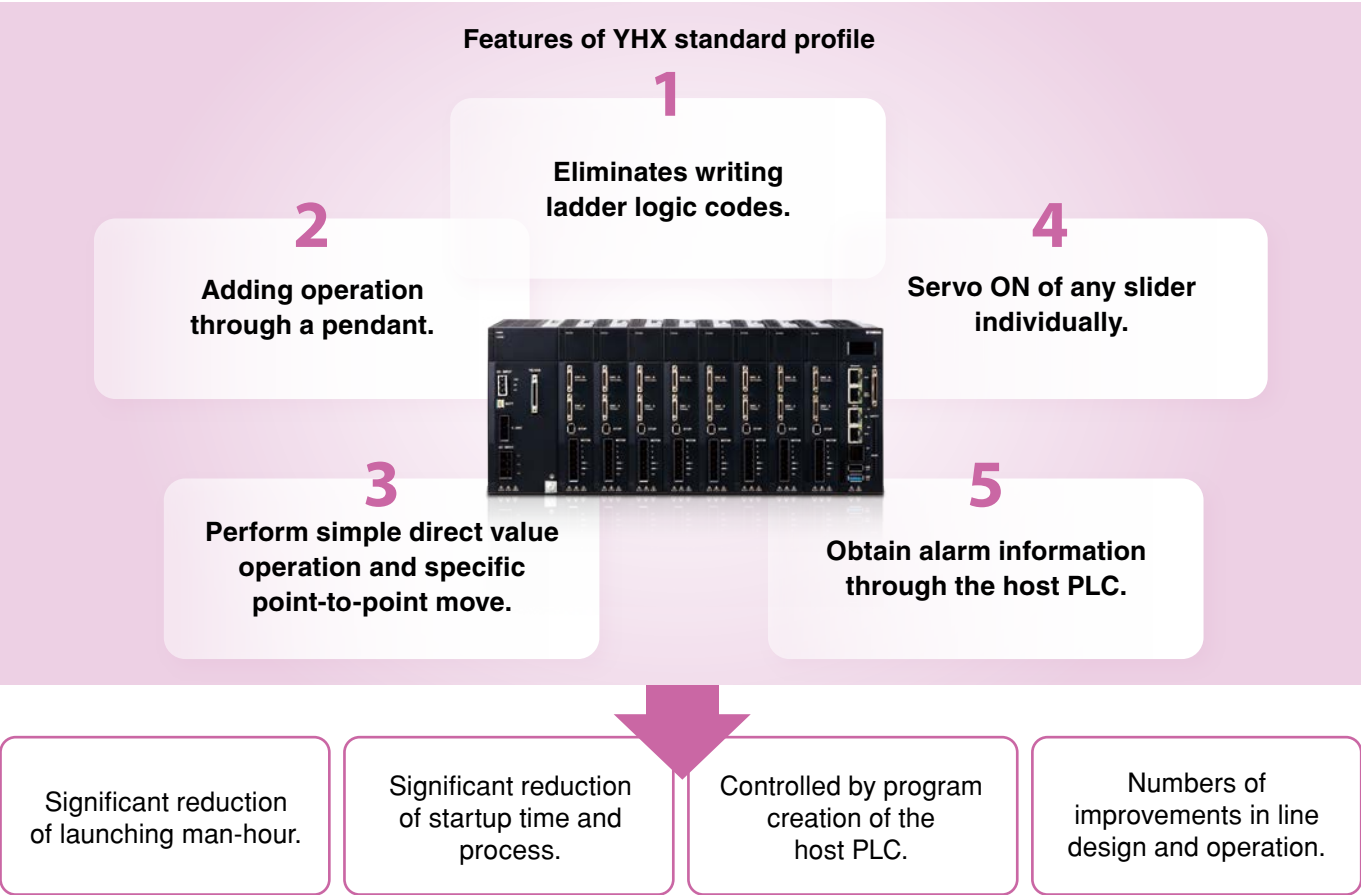 Features of YHX standard profile
1
Eliminates writing
ladder logic codes.
2
Adding operation
through a pendant.
3
Perform simple direct value
operation and specific
point-to-point move.
4
Servo ON of any slider
individually.
5
Obtain alarm information
through the host PLC.
Significant reduction
of launching man-hour.
Significant reduction
of startup time and
process.
Controlled by program
creation of the
host PLC.
Numbers of
improvements in line
design and operation.